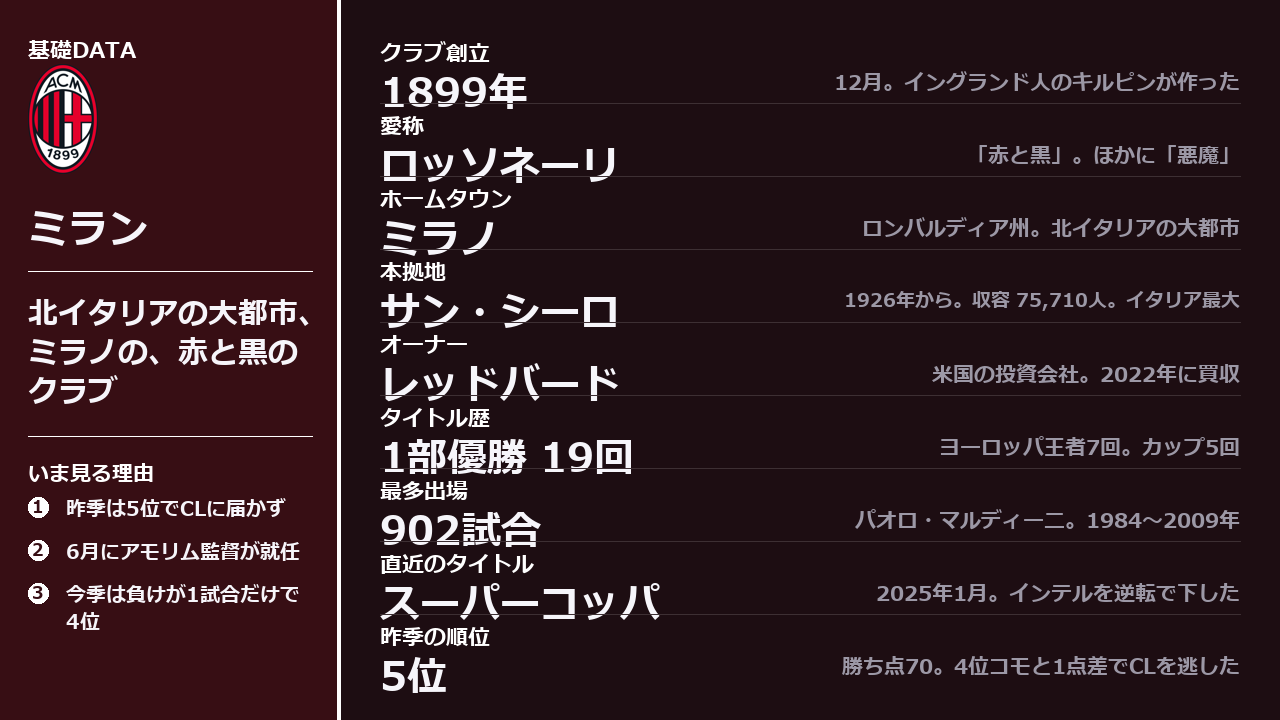 基礎DATA
ACM
1899
ミラン
北イタリアの大都市、
ミラノの、赤と黒の
クラブ
いま見る理由
1 昨季は5位でCLに届かず
2 6月にアモリム監督が就任
3 今季は負けが1試合だけで
4位
クラブ創立
1899年
12月。イングランド人のキルピンが作った
愛称
ロッソネーリ
「赤と黒」。ほかに「悪魔」
ホームタウン
ミラノ
ロンバルディア州。北イタリアの大都市
本拠地
サン・シーロ
1926年から。収容 75,710人。イタリア最大
オーナー
レッドバード
米国の投資会社。2022年に買収
タイトル歴
1部優勝 19回
ヨーロッパ王者7回。カップ5回
最多出場
902試合
パオロ・マルディーニ。1984〜2009年
直近のタイトル
スーパーコッパ
2025年1月。インテルを逆転で下した
昨季の順位
5位
勝ち点70。4位コモと1点差でCLを逃した